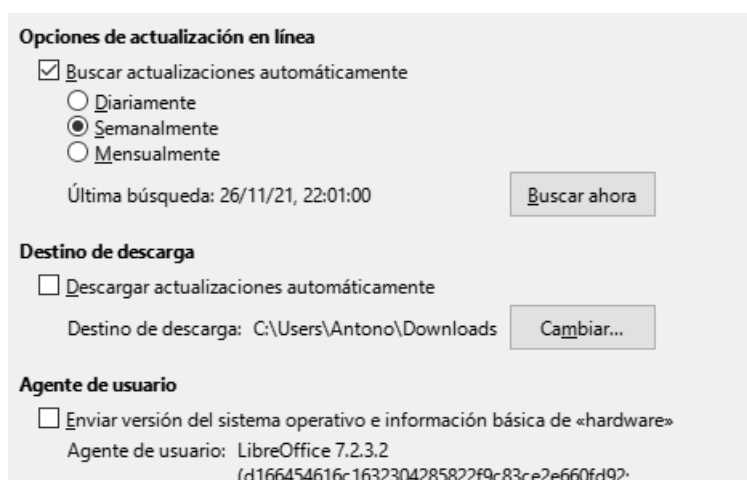 Opciones de actualización en línea
Buscar actualizaciones automáticamente
Diariamente
Semanalmente
Mensualmente
Última búsqueda: 26/11/21, 22:01:00 Buscar ahora
Destino de descarga
Descargar actualizaciones automáticamente
Destino de descarga: C:\Users\Antono\Downloads Cambiar...
Agente de usuario
Enviar versión del sistema operativo e información básica de «hardware»
Agente de usuario: LibreOffice 7.2.3.2
(d166454616c1632304285822f9c83ce2e660fd92;